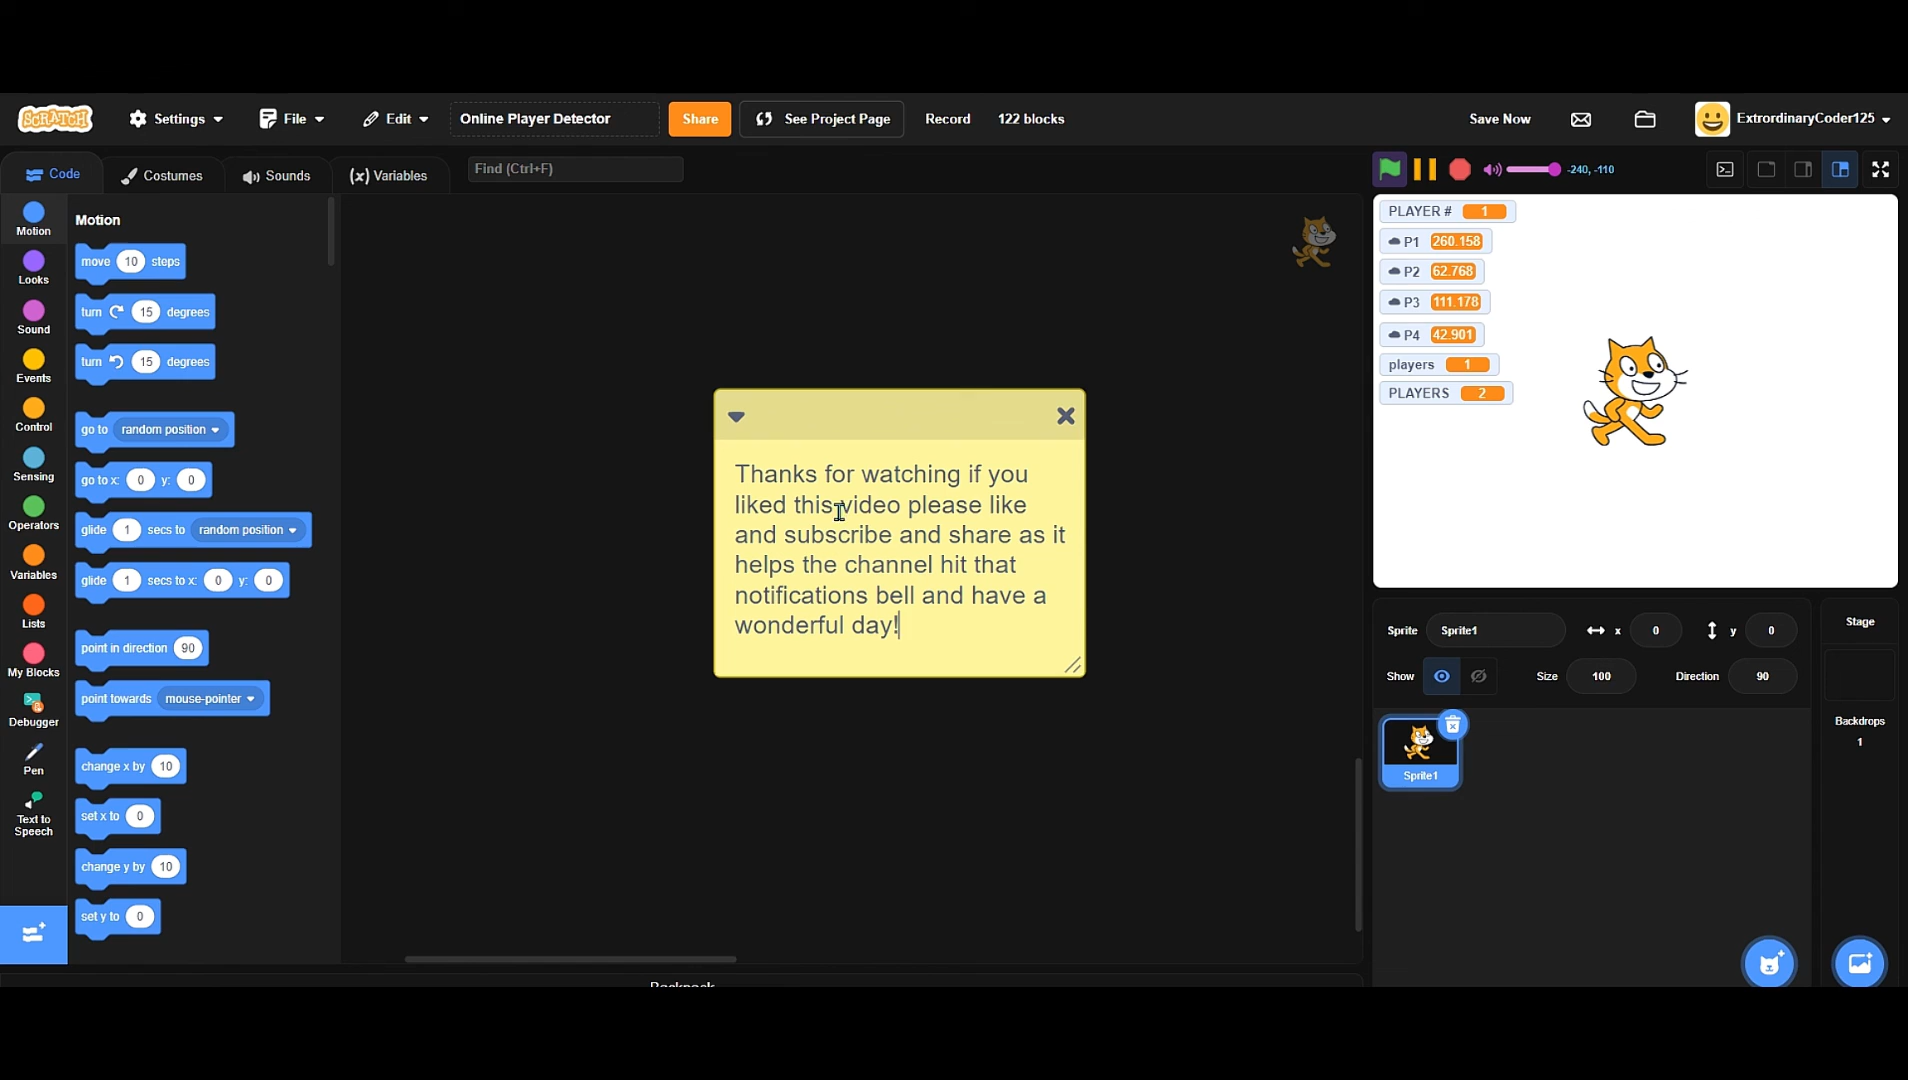 SCRATCH
Settings
File
Edit
Online Player Detector
Share
See Project Page
Record
122 blocks
Save Now
ExtrordinaryCoder125
Code
Costumes
Sounds
(x) Variables
Find (Ctrl+F)
-240, -110
Motion
Looks
Sound
Events
Control
Sensing
Operators
Variables
Lists
My Blocks
Debugger
Pen
Text to
Speech
Motion
move 10 steps
turn 15 degrees
turn 15 degrees
go to random position
go to x: 0 y: 0
glide 1 secs to random position
glide 1 secs to x: 0 y: 0
point in direction 90
point towards mouse-pointer
change x by 10
set x to 0
change y by 10
set y to 0
Thanks for watching if you
liked this video please like
and subscribe and share as it
helps the channel hit that
notifications bell and have a
wonderful day!
Backpack
PLAYER # 1
P1 260.158
P2 62.768
P3 111.178
P4 42.901
players 1
PLAYERS 2
Sprite Sprite1 x 0 y 0
Show Size 100 Direction 90
Sprite1
Stage
Backdrops
1